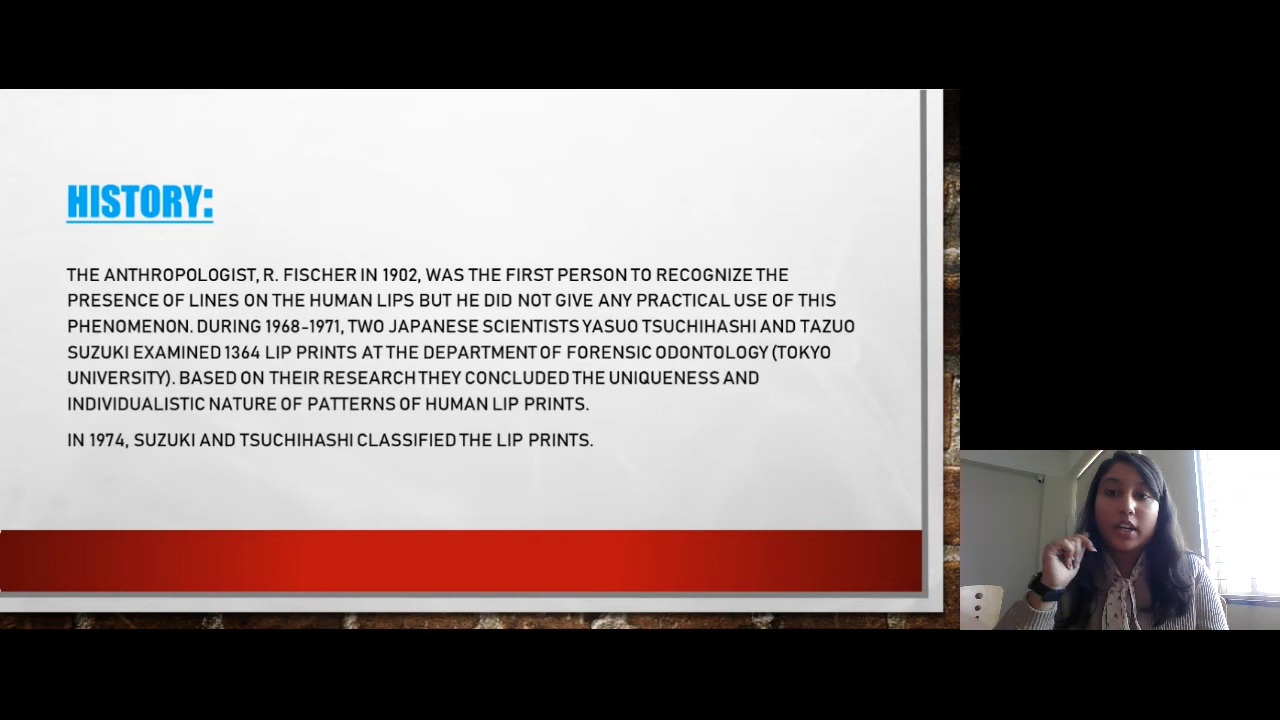 HISTORY:
THE ANTHROPOLOGIST, R. FISCHER IN 1902, WAS THE FIRST PERSON TO RECOGNIZE THE
PRESENCE OF LINES ON THE HUMAN LIPS BUT HE DID NOT GIVE ANY PRACTICAL USE OF THIS
PHENOMENON. DURING 1968-1971, TWO JAPANESE SCIENTISTS YASUO TSUCHIHASHI AND TAZUO
SUZUKI EXAMINED 1364 LIP PRINTS AT THE DEPARTMENT OF FORENSIC ODONTOLOGY (TOKYO
UNIVERSITY). BASED ON THEIR RESEARCH THEY CONCLUDED THE UNIQUENESS AND
INDIVIDUALISTIC NATURE OF PATTERNS OF HUMAN LIP PRINTS.
IN 1974, SUZUKI AND TSUCHIHASHI CLASSIFIED THE LIP PRINTS.